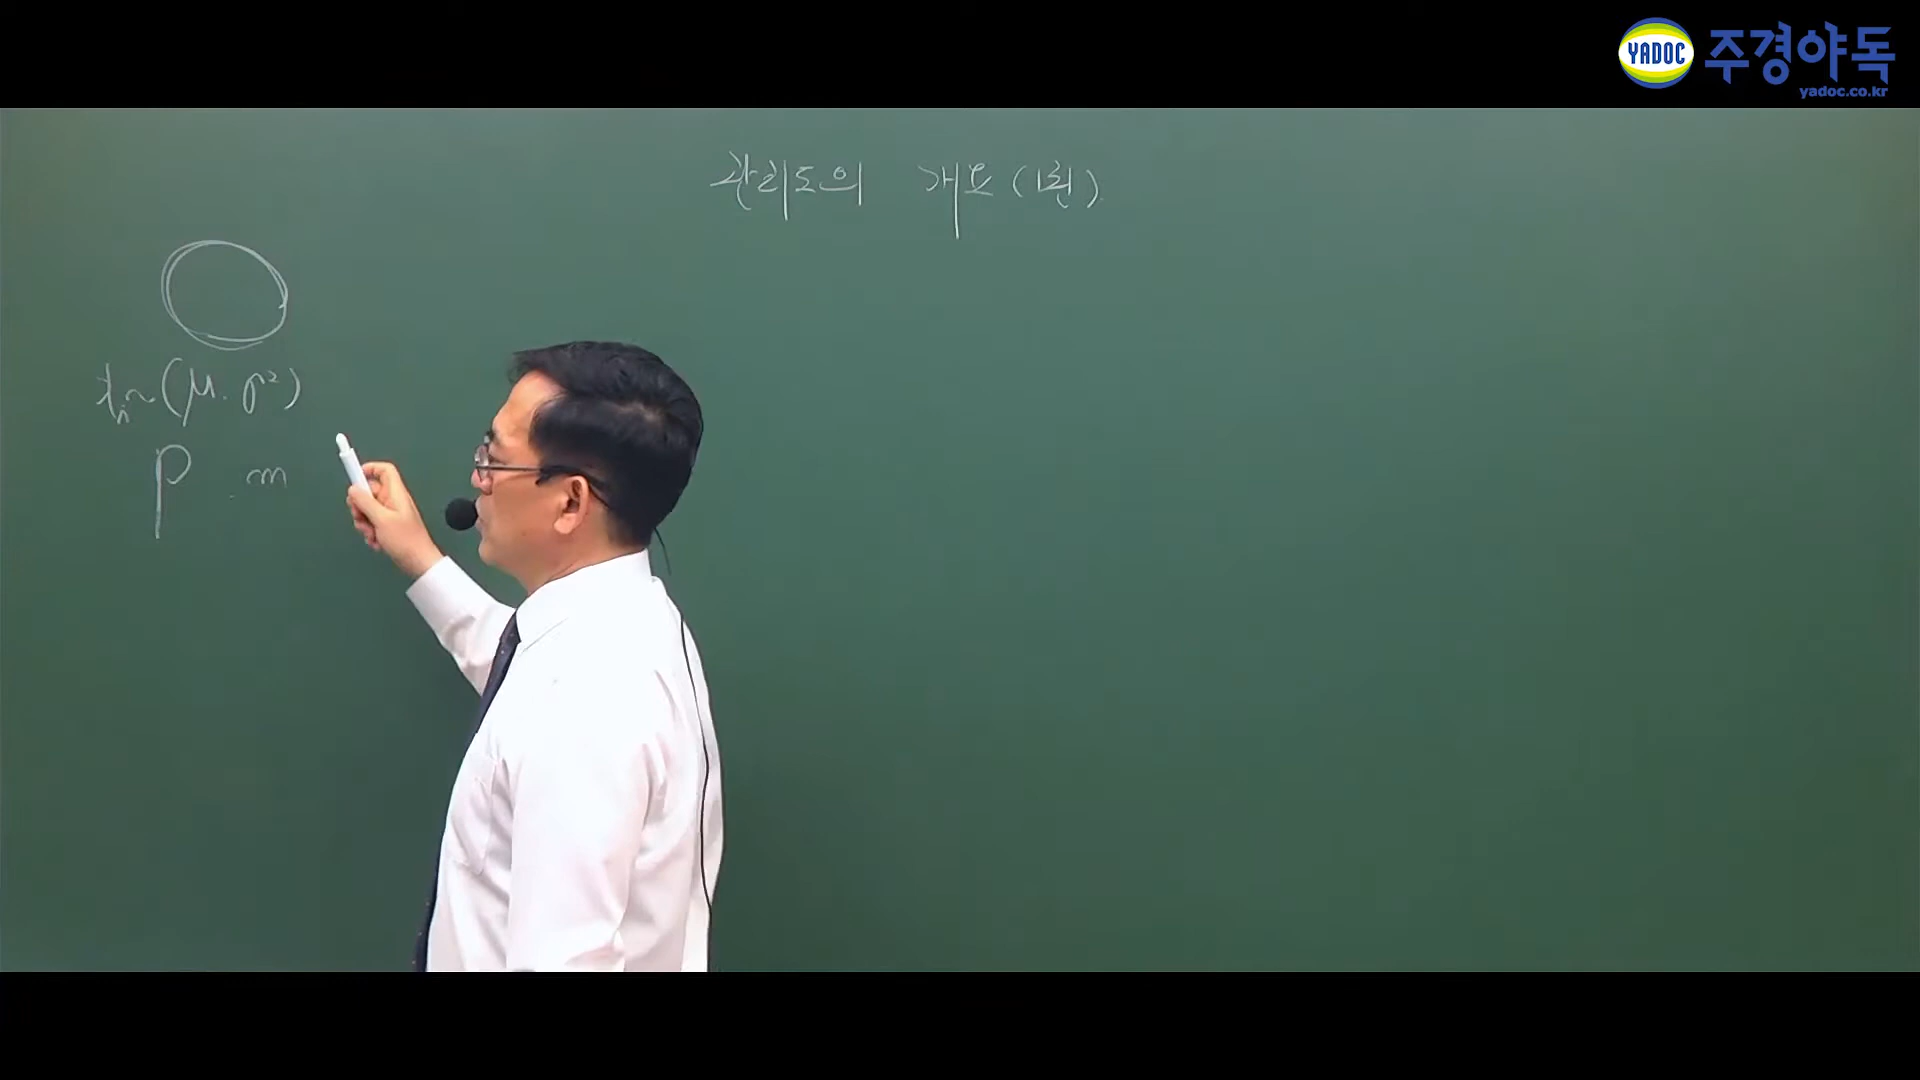 YADOC 주경야독
yadoc.co.kr
관리도의 개요 (1회)
(μ. σ²)
P . m